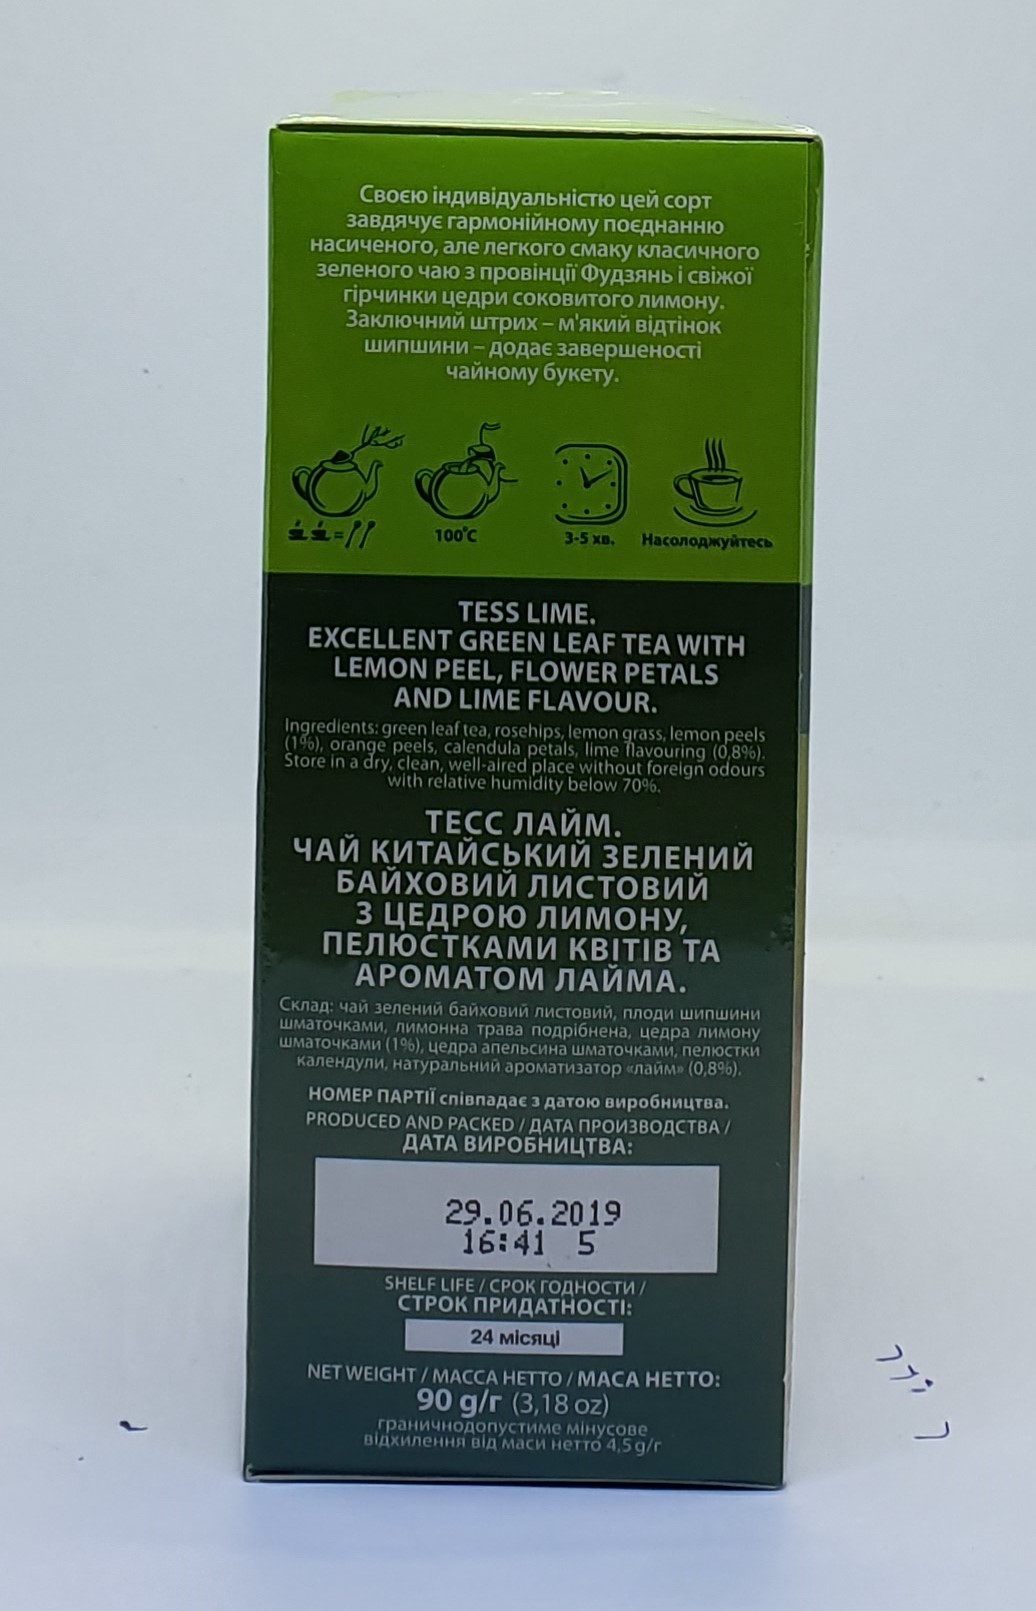 Своєю індивідуальністю цей сорт
завдячує гармонійному поєднанню
насиченого, але легкого смаку класичного
зеленого чаю з провінції Фудзянь і свіжої
гірчинки цедри соковитого лимону.
Заключний штрих – м'який відтінок
шипшини – додає завершеності
чайному букету.
100°C
3-5 хв.
Насолоджуйтесь
TESS LIME.
EXCELLENT GREEN LEAF TEA WITH
LEMON PEEL, FLOWER PETALS
AND LIME FLAVOUR.
Ingredients: green leaf tea, rosehips, lemon grass, lemon peels
(1%), orange peels, calendula petals, lime flavouring (0,8%).
Store in a dry, clean, well-aired place without foreign odours
with relative humidity below 70%.
ТЕСС ЛАЙМ.
ЧАЙ КИТАЙСЬКИЙ ЗЕЛЕНИЙ
БАЙХОВИЙ ЛИСТОВИЙ
З ЦЕДРОЮ ЛИМОНУ,
ПЕЛЮСТКАМИ КВІТІВ ТА
АРОМАТОМ ЛАЙМА.
Склад: чай зелений байховий листовий, плоди шипшини
шматочками, лимонна трава подрібнена, цедра лимону
шматочками (1%), цедра апельсина шматочками, пелюстки
календули, натуральний ароматизатор «лайм» (0,8%).
НОМЕР ПАРТІЇ співпадає з датою виробництва.
PRODUCED AND PACKED / ДАТА ПРОИЗВОДСТВА /
ДАТА ВИРОБНИЦТВА:
29.06.2019
16:41 5
SHELF LIFE / СРОК ГОДНОСТИ /
СТРОК ПРИДАТНОСТІ:
24 місяці
NET WEIGHT / МАССА НЕТТО / МАСА НЕТТО:
90 g/г (3,18 oz)
граничнодопустиме мінусове
відхилення від маси нетто 4,5 g/г